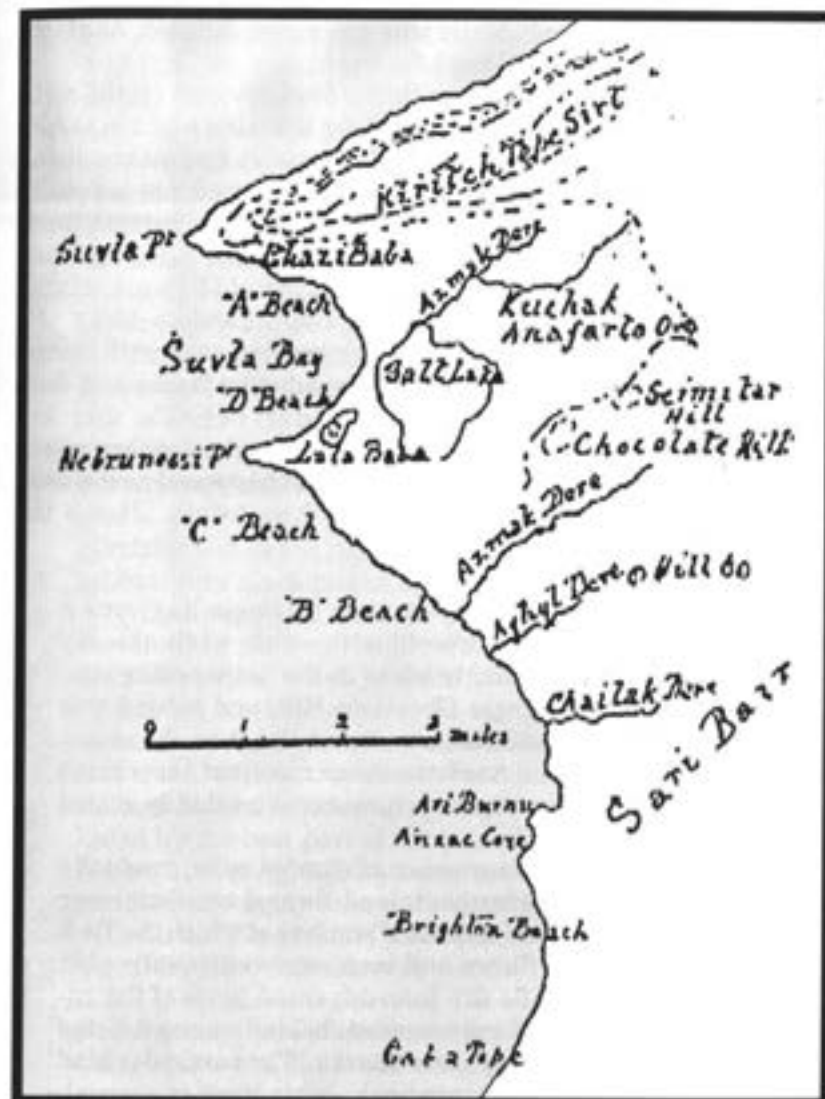 Kiritch Tepe Sirt
Suvla Pt
Ghazi Baba
Azmak Dere
"A" Beach
Kuchak
Anafarta Ova
Suvla Bay
Salt Lake
"D" Beach
Scimitar
Hill
Chocolate Hill
Nebrunessi Pt
Lala Baba
"C" Beach
Azmak Dere
"B" Beach
Aghyl Dere
Hill 60
Chailak Dere
0 1 2 3 miles
Sari Bair
Ari Burnu
Anzac Cove
"Brighton" Beach
Gaba Tepe